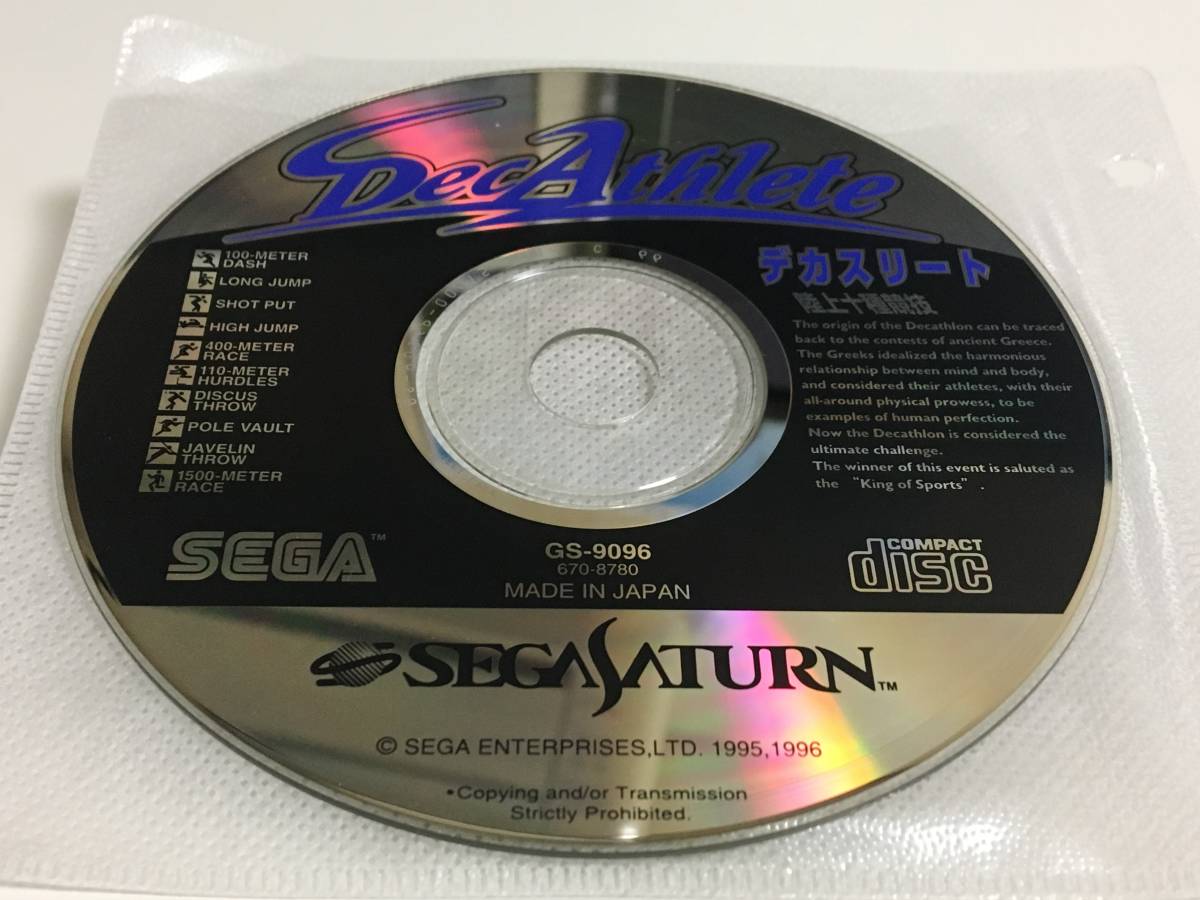 DecAthlete
デカスリート
陸上十種競技
100-METER
DASH
LONG JUMP
SHOT PUT
HIGH JUMP
400-METER
RACE
110-METER
HURDLES
DISCUS
THROW
POLE VAULT
JAVELIN
THROW
1500-METER
RACE
The origin of the Decathlon can be traced
back to the contests of ancient Greece.
The Greeks idealized the harmonious
relationship between mind and body,
and considered their athletes, with their
all-around physical prowess, to be
examples of human perfection.
Now the Decathlon is considered the
ultimate challenge.
The winner of this event is saluted as
the "King of Sports" .
SEGA™
GS-9096
670-8780
MADE IN JAPAN
COMPACT
disc
SEGA SATURN™
© SEGA ENTERPRISES,LTD. 1995,1996
•Copying and/or Transmission
Strictly Prohibited.